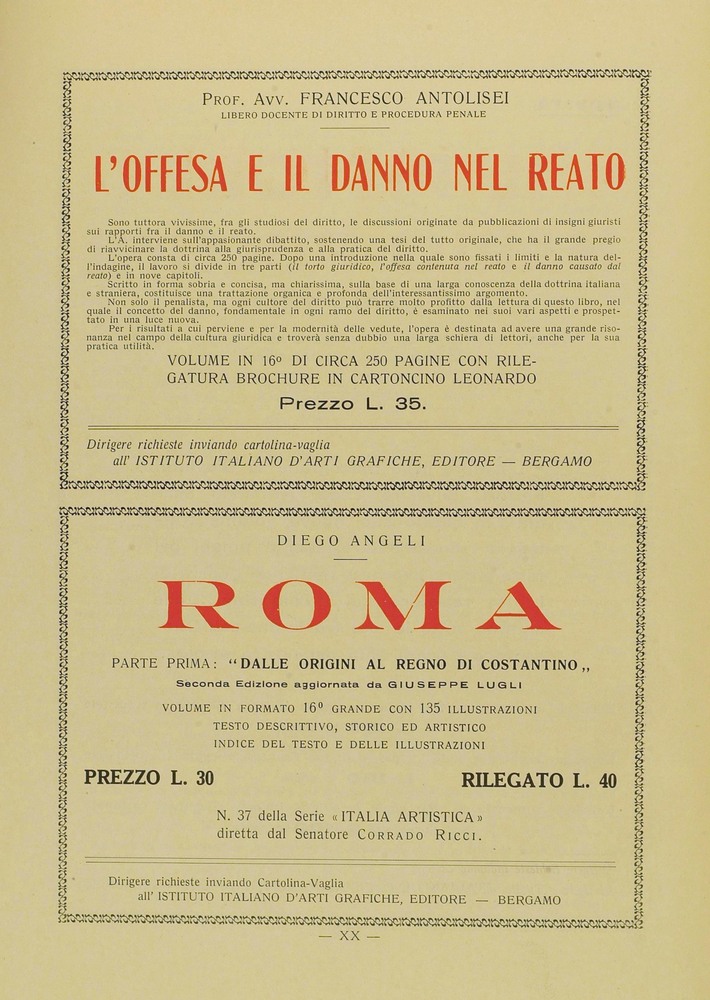 PROF. AVV. FRANCESCO ANTOLISEI
LIBERO DOCENTE DI DIRITTO E PROCEDURA PENALE
L'OFFESA E IL DANNO NEL REATO
Sono tuttora vivissime, fra gli studiosi del diritto, le discussioni originate da pubblicazioni di insigni giuristi
sui rapporti fra il danno e il reato.
L'A. interviene sull'appasionante dibattito, sostenendo una tesi del tutto originale, che ha il grande pregio
di riavvicinare la dottrina alla giurisprudenza e alla pratica del diritto.
L'opera consta di circa 250 pagine. Dopo una introduzione nella quale sono fissati i limiti e la natura del-
l'indagine, il lavoro si divide in tre parti (il torto giuridico, l'offesa contenuta nel reato e il danno causato dal
reato) e in nove capitoli.
Scritto in forma sobria e concisa, ma chiarissima, sulla base di una larga conoscenza della dottrina italiana
e straniera, costituisce una trattazione organica e profonda dell'interessantissimo argomento.
Non solo il penalista, ma ogni cultore del diritto può trarre molto profitto dalla lettura di questo libro, nel
quale il concetto del danno, fondamentale in ogni ramo del diritto, è esaminato nei suoi vari aspetti e prospet-
tato in una luce nuova.
Per i risultati a cui perviene e per la modernità delle vedute, l'opera è destinata ad avere una grande riso-
nanza nel campo della cultura giuridica e troverà senza dubbio una larga schiera di lettori, anche per la sua
pratica utilità.
VOLUME IN 16º DI CIRCA 250 PAGINE CON RILE-
GATURA BROCHURE IN CARTONCINO LEONARDO
Prezzo L. 35.
Dirigere richieste inviando cartolina-vaglia
all' ISTITUTO ITALIANO D'ARTI GRAFICHE, EDITORE — BERGAMO
DIEGO ANGELI
ROMA
PARTE PRIMA: “DALLE ORIGINI AL REGNO DI COSTANTINO„
Seconda Edizione aggiornata da GIUSEPPE LUGLI
VOLUME IN FORMATO 16º GRANDE CON 135 ILLUSTRAZIONI
TESTO DESCRITTIVO, STORICO ED ARTISTICO
INDICE DEL TESTO E DELLE ILLUSTRAZIONI
PREZZO L. 30 RILEGATO L. 40
N. 37 della Serie «ITALIA ARTISTICA»
diretta dal Senatore CORRADO RICCI.
Dirigere richieste inviando Cartolina-Vaglia
all' ISTITUTO ITALIANO D'ARTI GRAFICHE, EDITORE — BERGAMO
— XX —